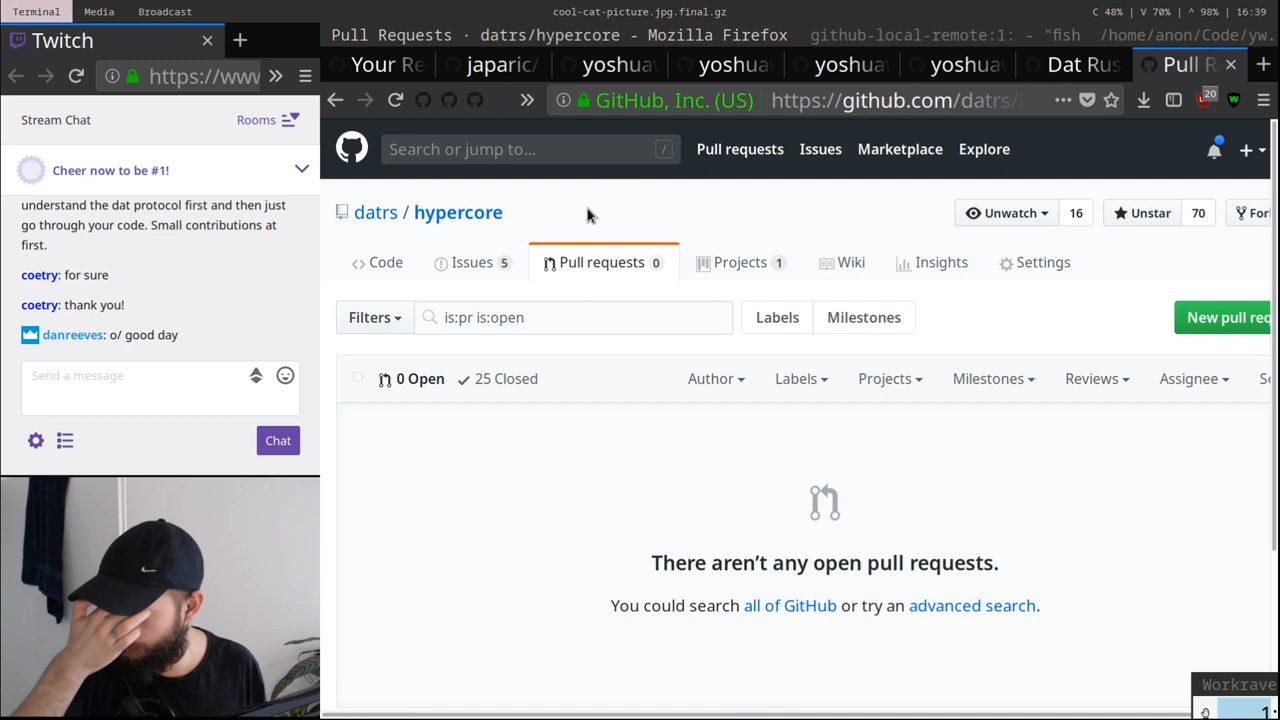 Terminal Media Broadcast cool-cat-picture.jpg.final.gz C 48% | V 70% | ^ 98% | 16:39
Twitch
https://www
Stream Chat Rooms
Cheer now to be #1!
understand the dat protocol first and then just
go through your code. Small contributions at
first.
coetry: for sure
coetry: thank you!
danreeves: o/ good day
Send a message
Chat
Pull Requests · datrs/hypercore - Mozilla Firefox github-local-remote:1: - "fish /home/anon/Code/yw.
Your Re japaric/ yoshua yoshua yoshua yoshua Dat Rus Pull R
GitHub, Inc. (US) https://github.com/datrs/ 20
Search or jump to... / Pull requests Issues Marketplace Explore
datrs / hypercore Unwatch 16 Unstar 70 For
Code Issues 5 Pull requests 0 Projects 1 Wiki Insights Settings
Filters is:pr is:open Labels Milestones New pull req
0 Open 25 Closed Author Labels Projects Milestones Reviews Assignee
There aren't any open pull requests.
You could search all of GitHub or try an advanced search.
Workrave
1: